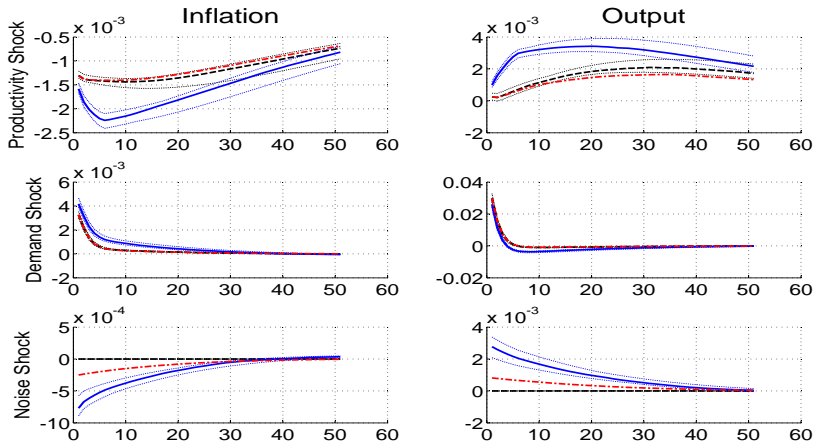 Inflation
Output
x 10^-3
-0.5
-1
-1.5
-2
-2.5
0 10 20 30 40 50 60
Productivity Shock
x 10^-3
4
2
0
-2
0 10 20 30 40 50 60
x 10^-3
6
4
2
0
-2
0 10 20 30 40 50 60
Demand Shock
0.04
0.02
0
-0.02
0 10 20 30 40 50 60
x 10^-4
5
0
-5
-10
0 10 20 30 40 50 60
Noise Shock
x 10^-3
4
2
0
-2
0 10 20 30 40 50 60